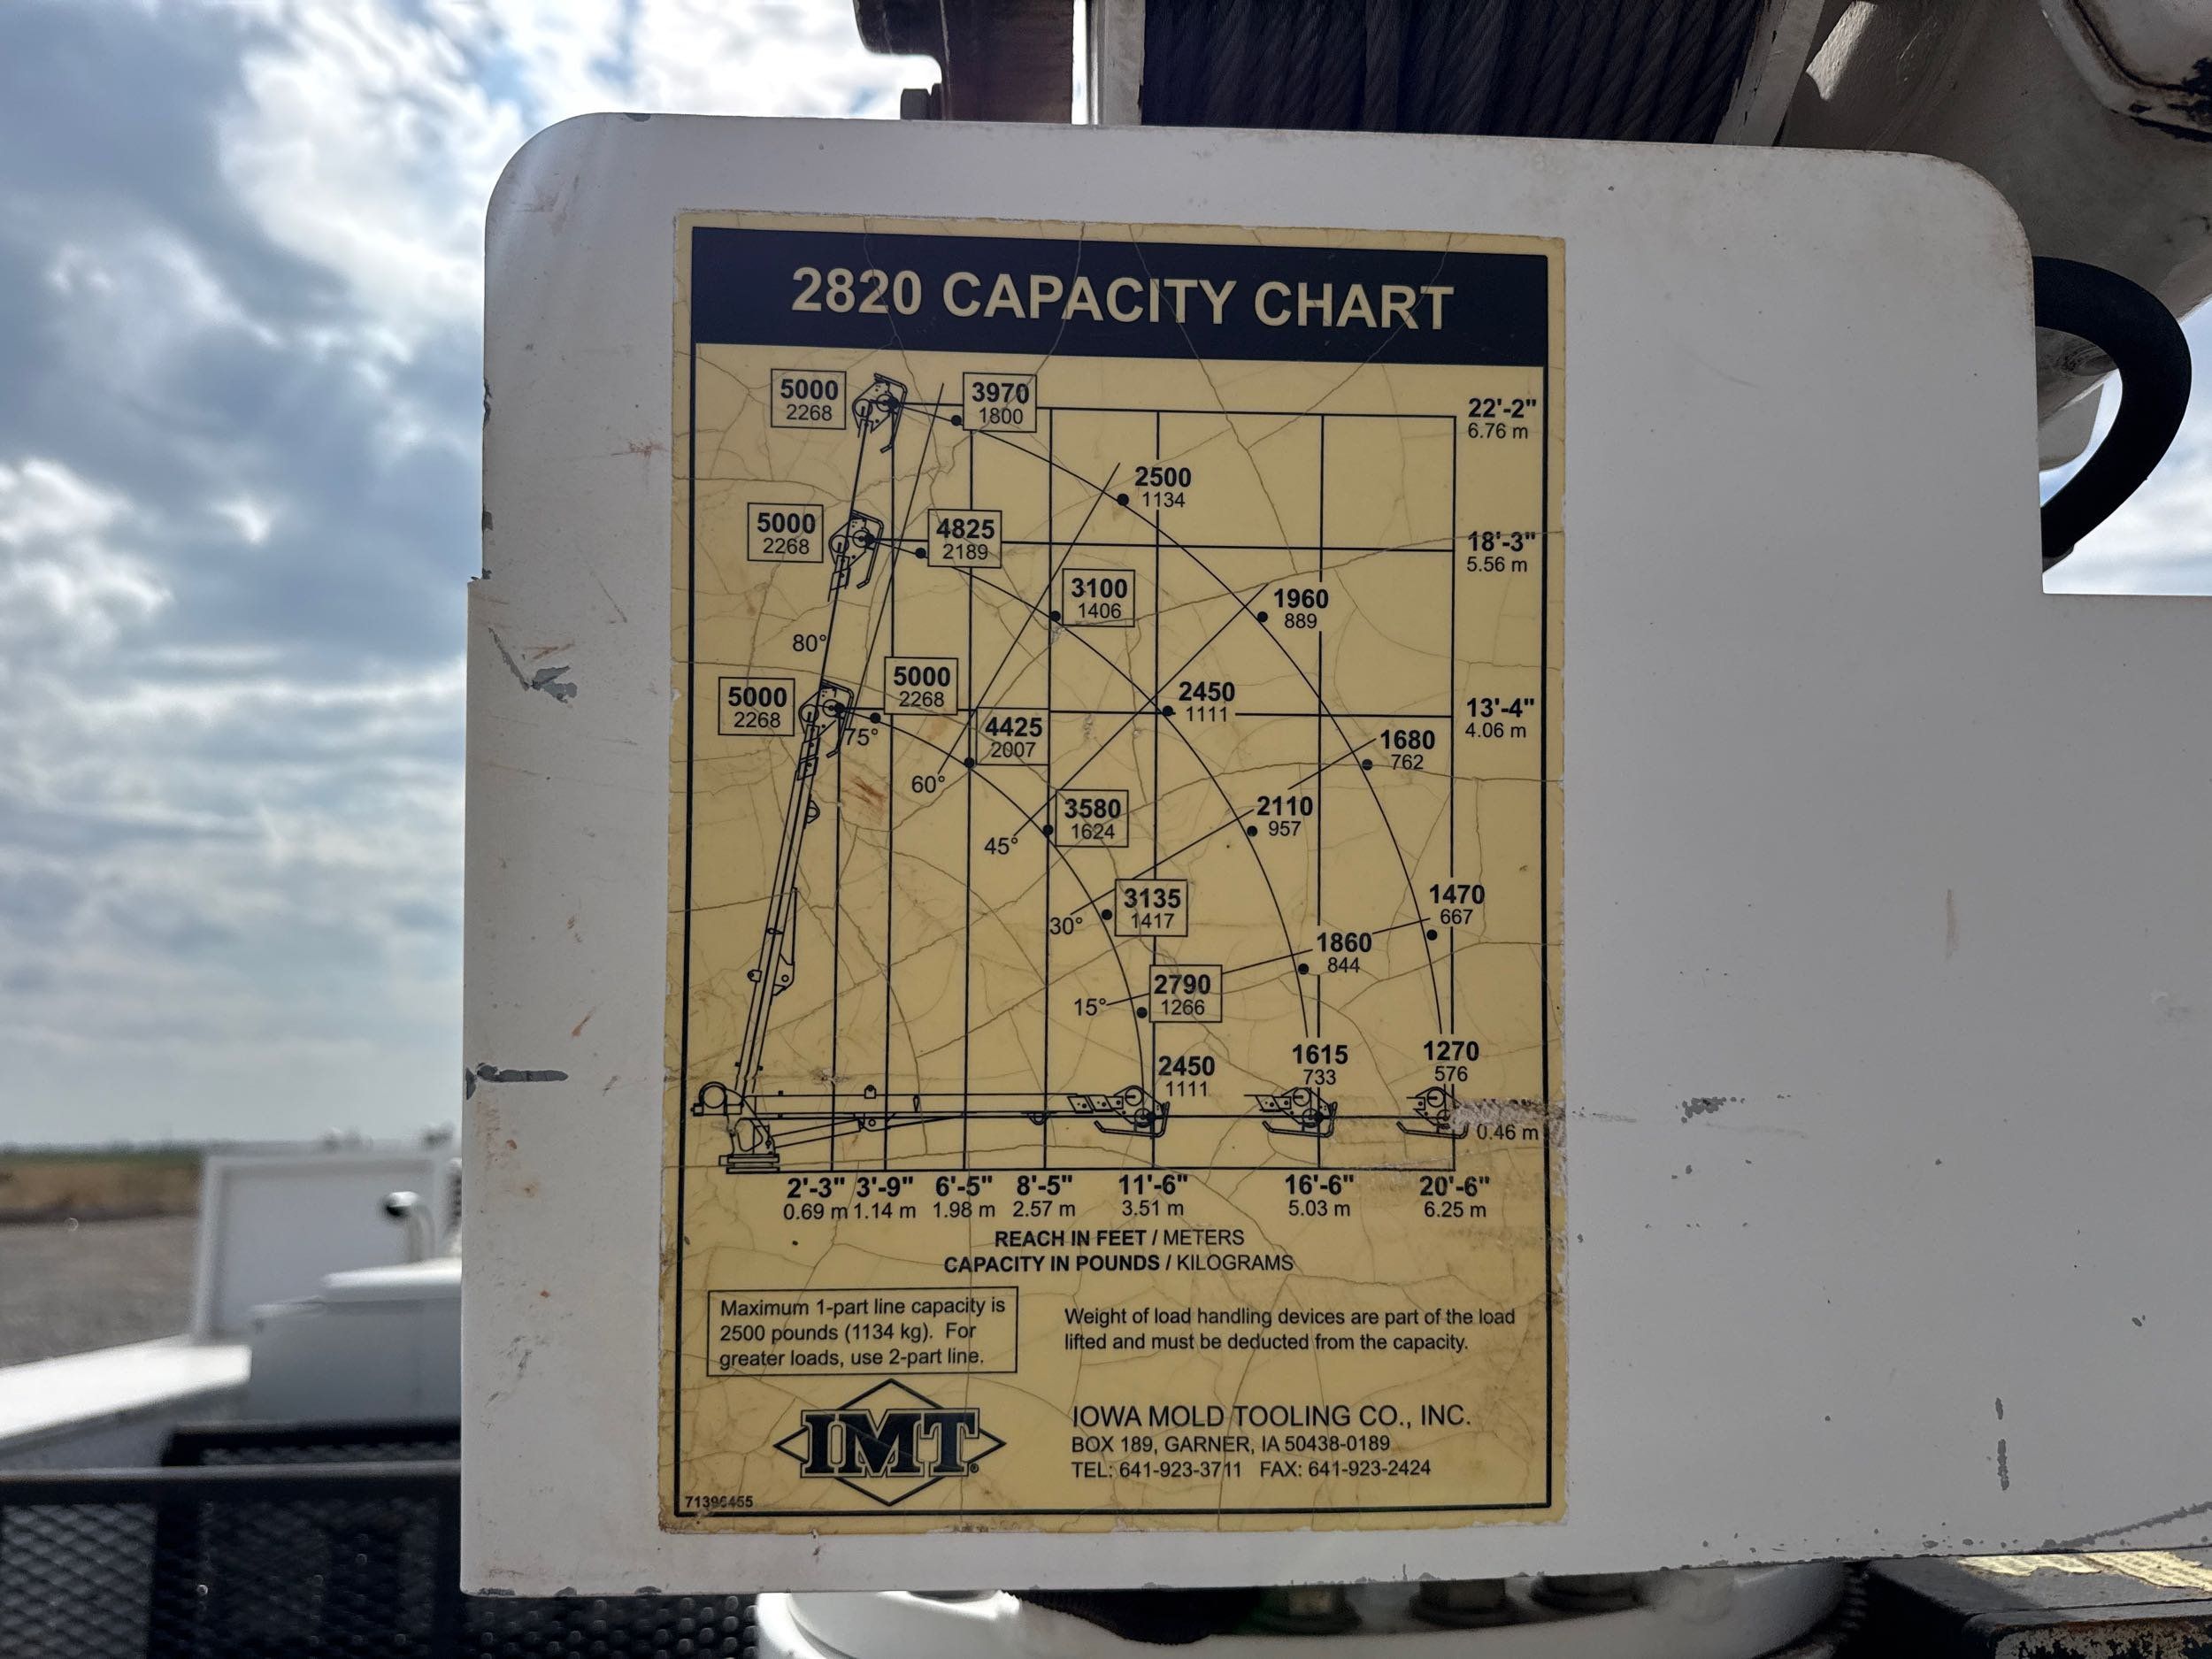 2820 CAPACITY CHART
5000
2268
3970
1800
22'-2"
6.76 m
2500
1134
5000
2268
4825
2189
18'-3"
5.56 m
3100
1406
1960
889
80°
5000
2268
5000
2268
2450
1111
13'-4"
4.06 m
75°
4425
2007
1680
762
60°
3580
1624
2110
957
45°
3135
1417
1470
667
30°
1860
844
2790
1266
15°
2450
1111
1615
733
1270
576
0.46 m
2'-3" 3'-9" 6'-5" 8'-5" 11'-6" 16'-6" 20'-6"
0.69 m 1.14 m 1.98 m 2.57 m 3.51 m 5.03 m 6.25 m
REACH IN FEET / METERS
CAPACITY IN POUNDS / KILOGRAMS
Maximum 1-part line capacity is
2500 pounds (1134 kg). For
greater loads, use 2-part line.
Weight of load handling devices are part of the load
lifted and must be deducted from the capacity.
IMT®
IOWA MOLD TOOLING CO., INC.
BOX 189, GARNER, IA 50438-0189
TEL: 641-923-3711 FAX: 641-923-2424
71396455